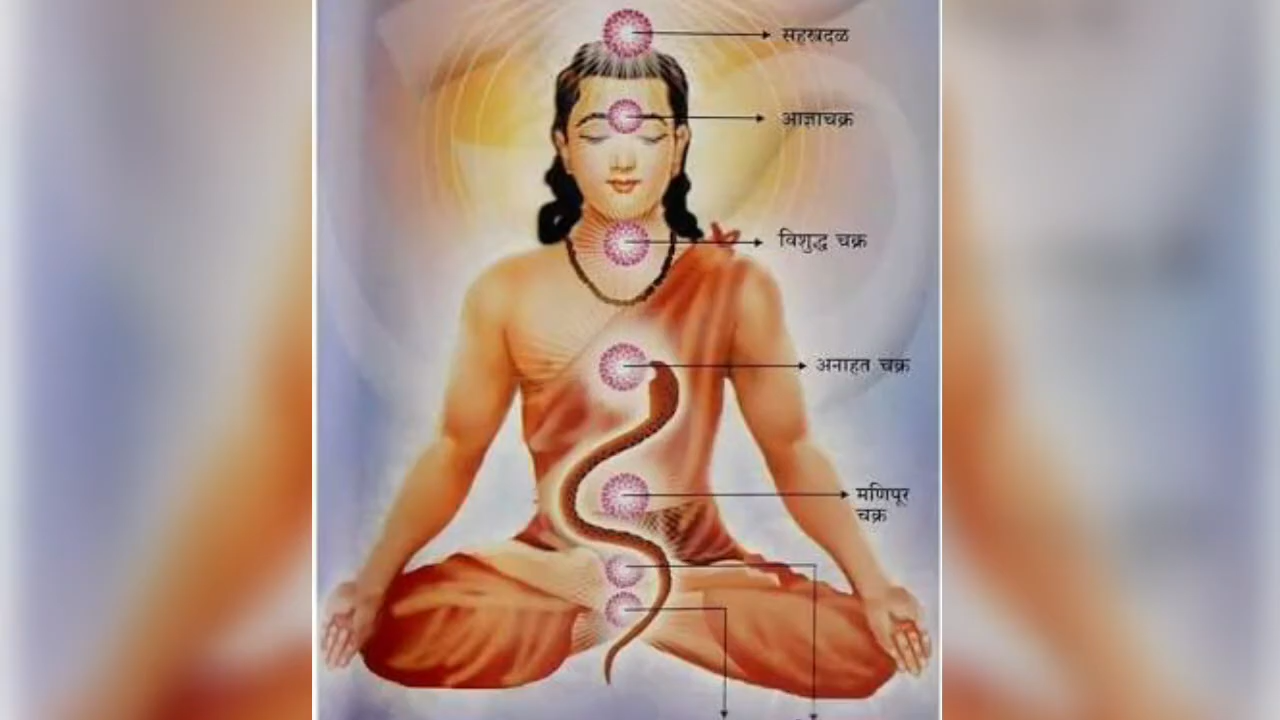 सहस्रदळ
आज्ञाचक्र
विशुद्ध चक्र
अनाहत चक्र
मणिपूर
चक्र